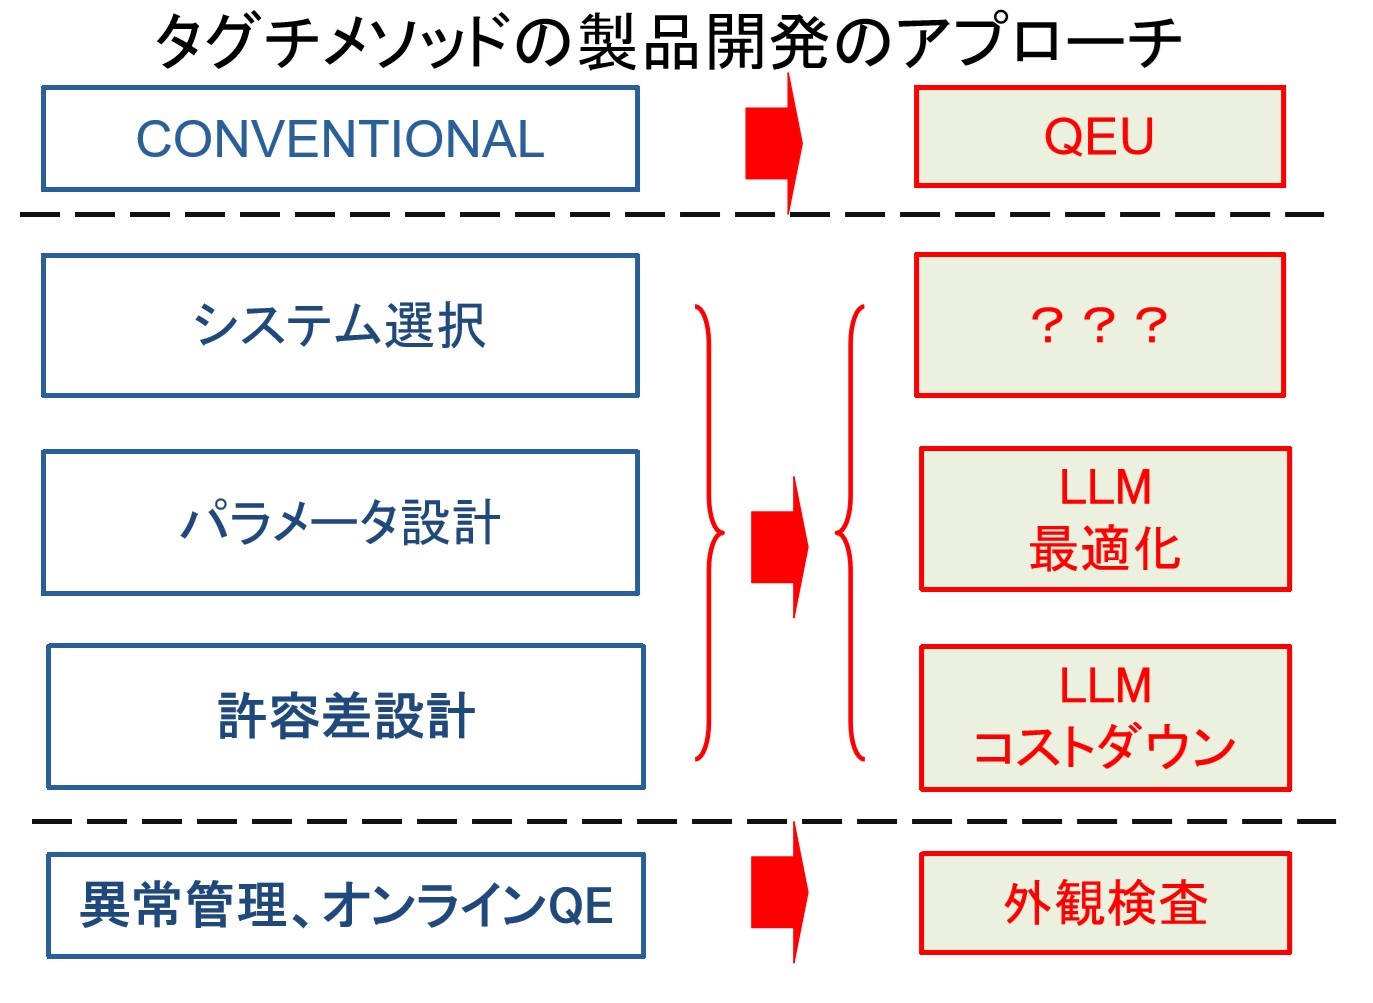 タグチメソッドの製品開発のアプローチ
CONVENTIONAL
QEU
システム選択
？？？
パラメータ設計
LLM
最適化
許容差設計
LLM
コストダウン
異常管理、オンラインQE
外観検査